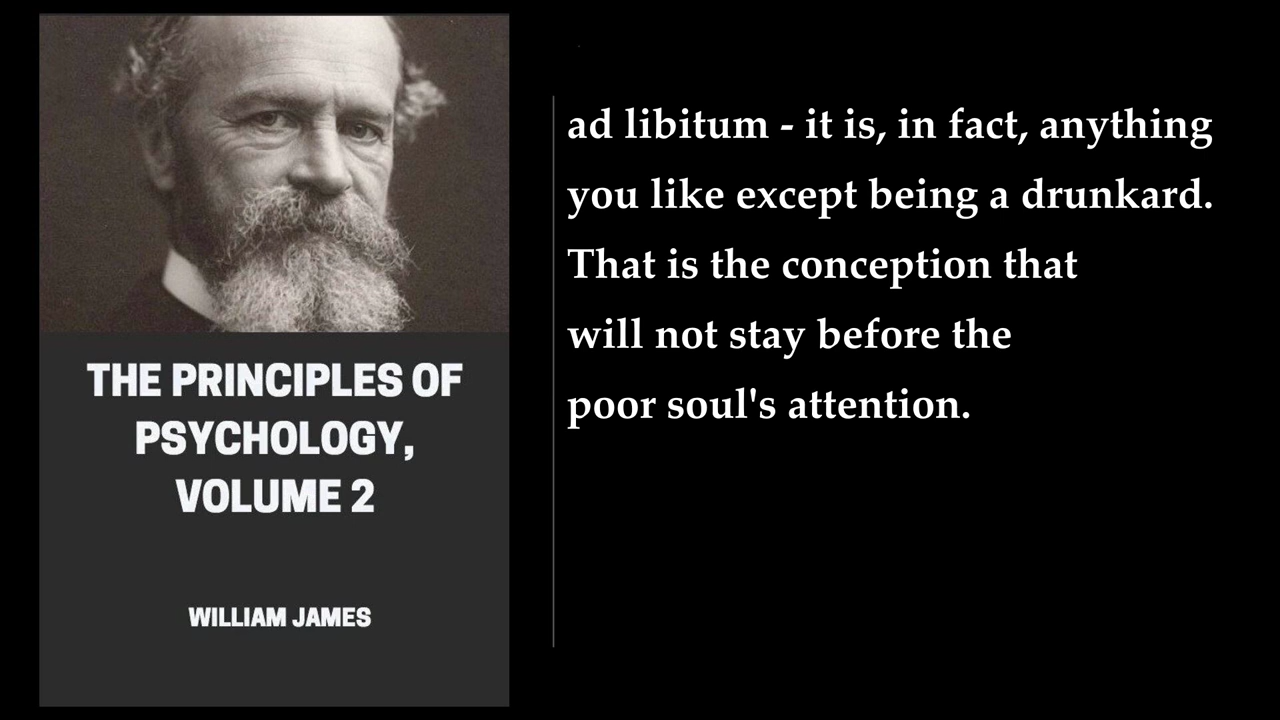 THE PRINCIPLES OF
PSYCHOLOGY,
VOLUME 2
WILLIAM JAMES
ad libitum - it is, in fact, anything
you like except being a drunkard.
That is the conception that
will not stay before the
poor soul's attention.